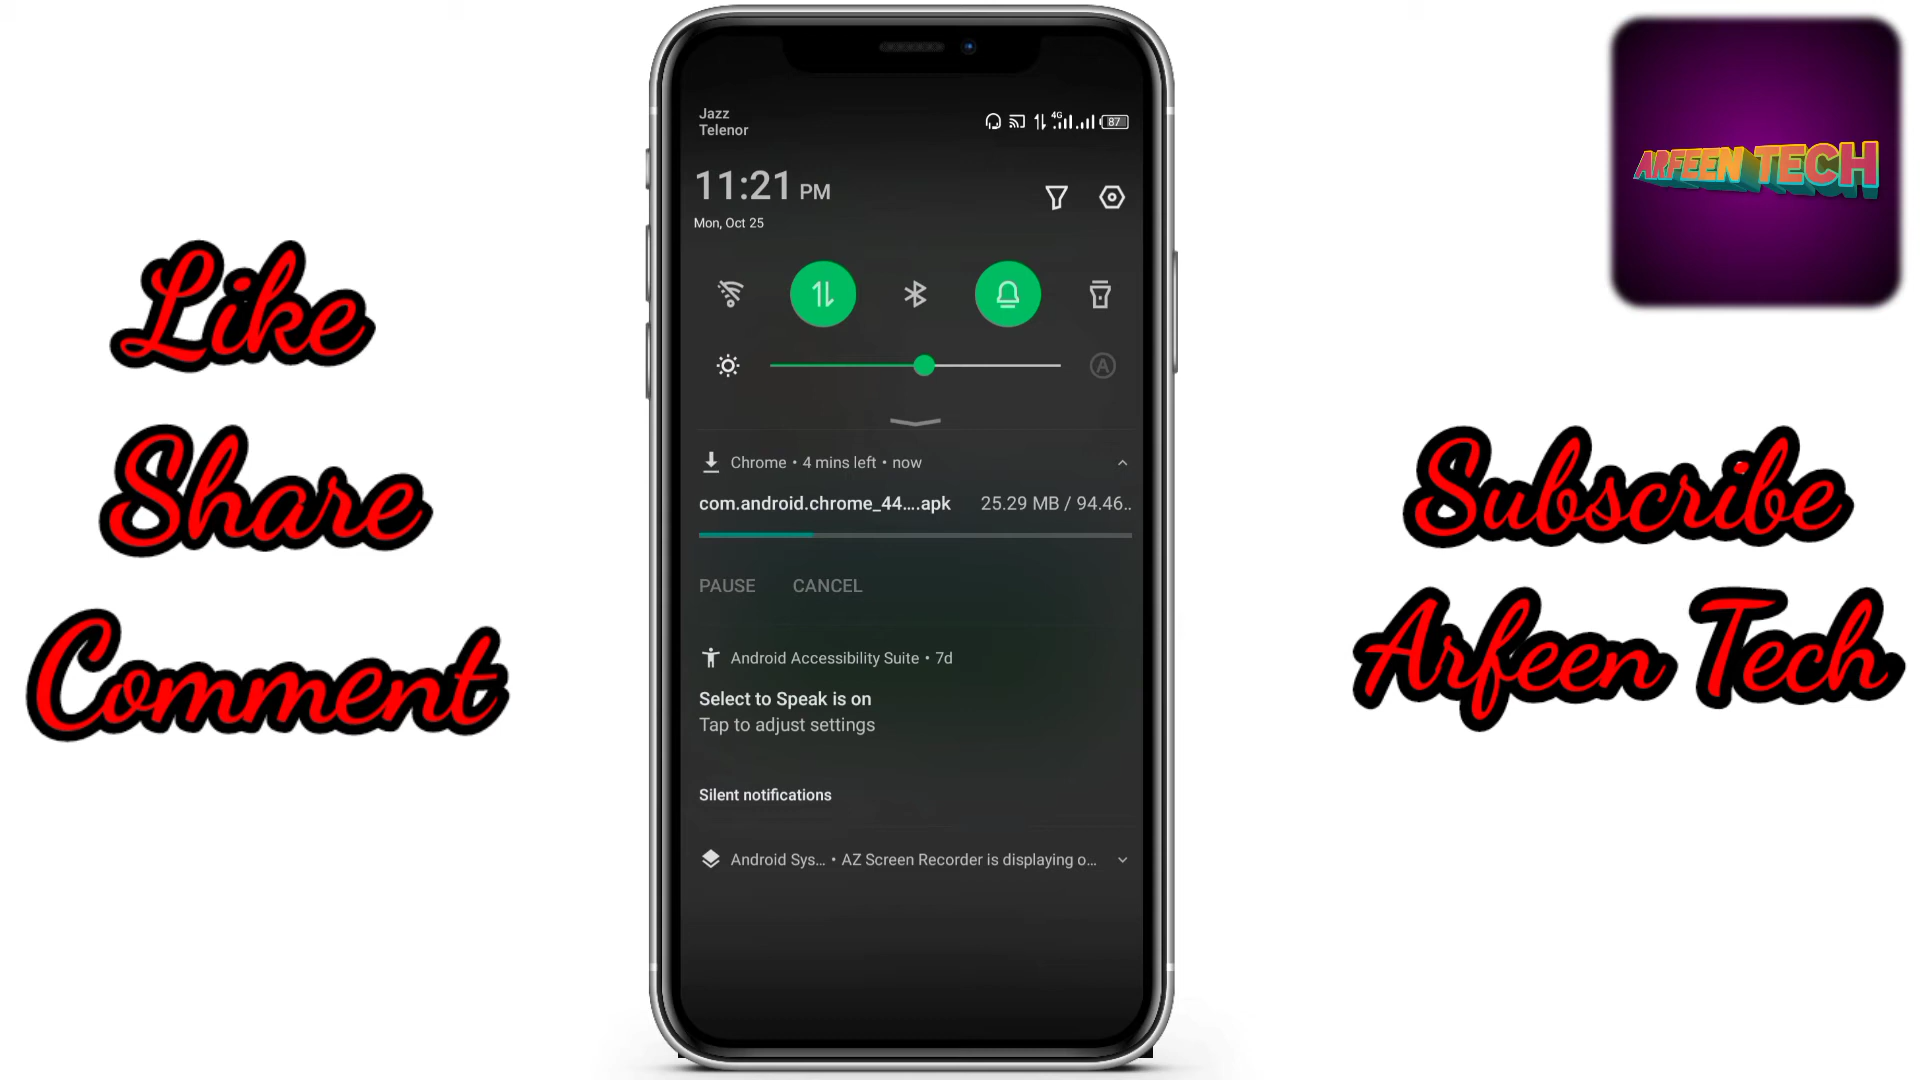 Jazz
Telenor
4G
87
11:21 PM
Mon, Oct 25
A
Chrome • 4 mins left • now
com.android.chrome_44....apk 25.29 MB / 94.46..
PAUSE CANCEL
Android Accessibility Suite • 7d
Select to Speak is on
Tap to adjust settings
Silent notifications
Android Sys... • AZ Screen Recorder is displaying o...
Like
Share
Comment
ARFEEN TECH
Subscribe
Arfeen Tech